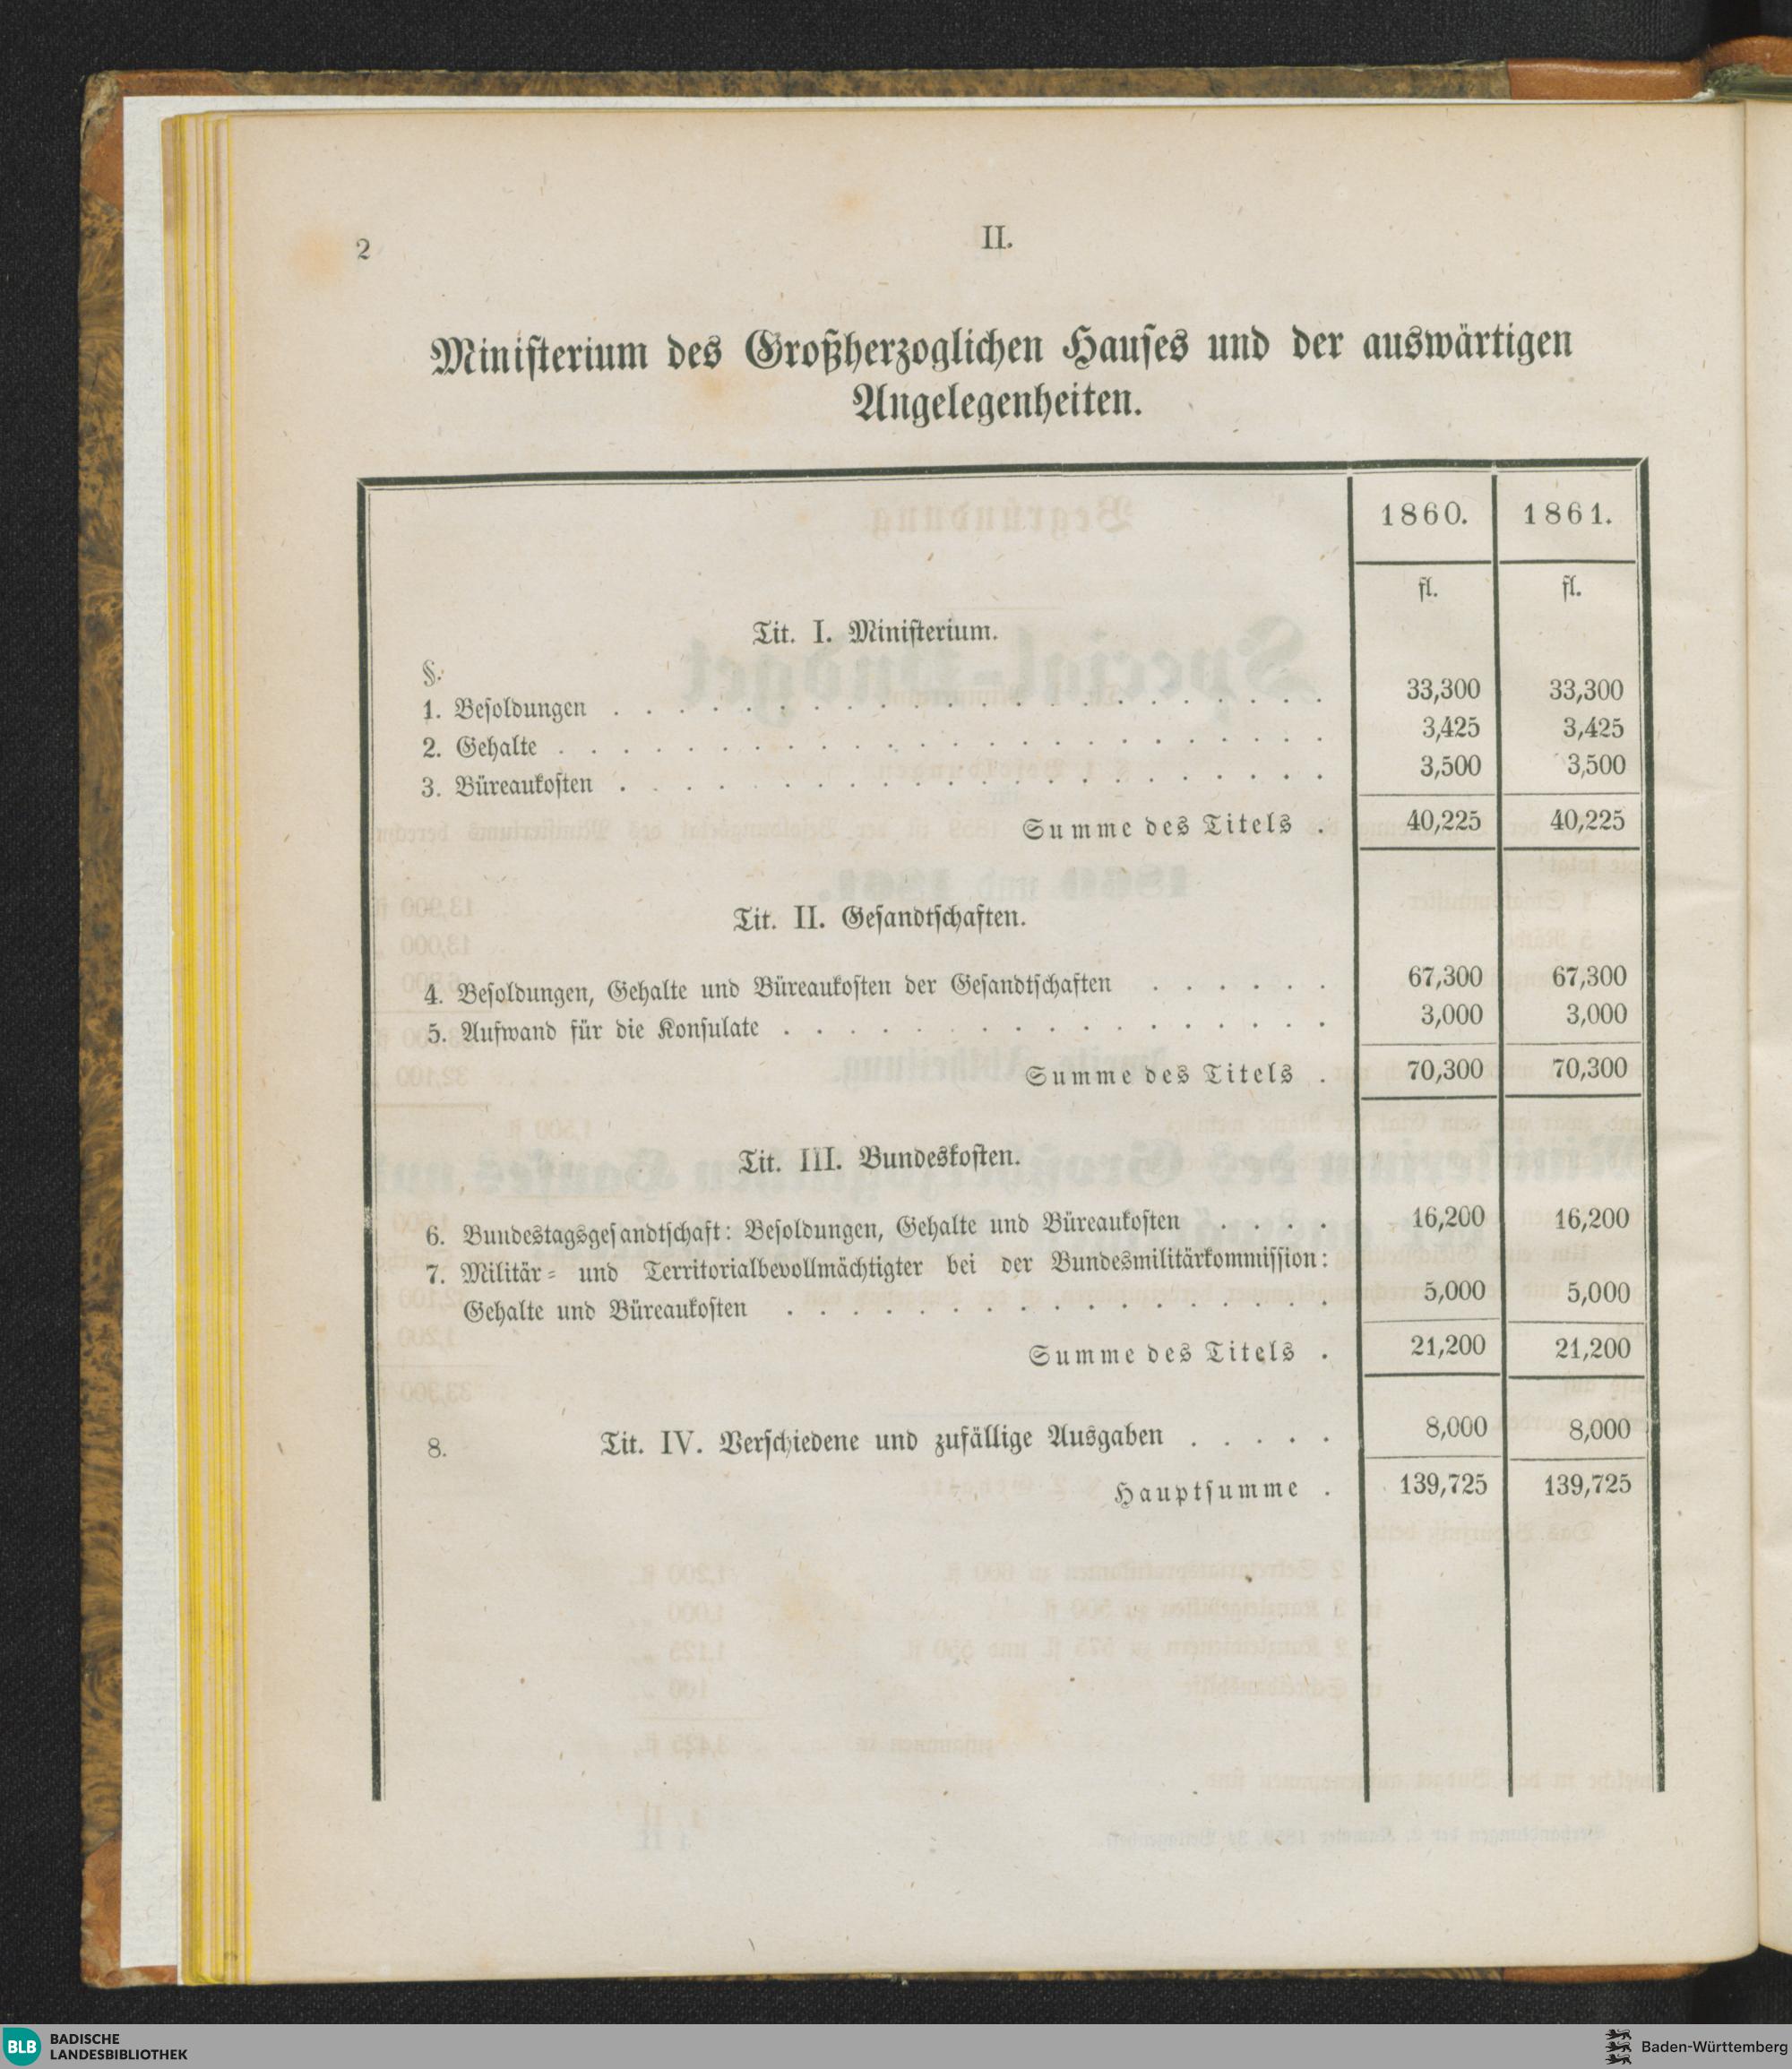 2
II.
Ministerium des Großherzoglichen Hauses und der auswärtigen
Angelegenheiten.
1860. 1861.
fl. fl.
Tit. I. Ministerium.
§.
1. Besoldungen . . . 33,300 33,300
2. Gehalte . . . 3,425 3,425
3. Büreaukosten . . . 3,500 3,500
Summe des Titels . 40,225 40,225
Tit. II. Gesandtschaften.
4. Besoldungen, Gehalte und Büreaukosten der Gesandtschaften . . . 67,300 67,300
5. Aufwand für die Konsulate . . . 3,000 3,000
Summe des Titels . 70,300 70,300
Tit. III. Bundeskosten.
6. Bundestagsgesandtschaft: Besoldungen, Gehalte und Büreaukosten . . . . 16,200 16,200
7. Militär- und Territorialbevollmächtigter bei der Bundesmilitärkommission:
Gehalte und Büreaukosten . . . 5,000 5,000
Summe des Titels . 21,200 21,200
8. Tit. IV. Verschiedene und zufällige Ausgaben . . . . . 8,000 8,000
Hauptsumme . 139,725 139,725
BLB BADISCHE
LANDESBIBLIOTHEK
Baden-Württemberg